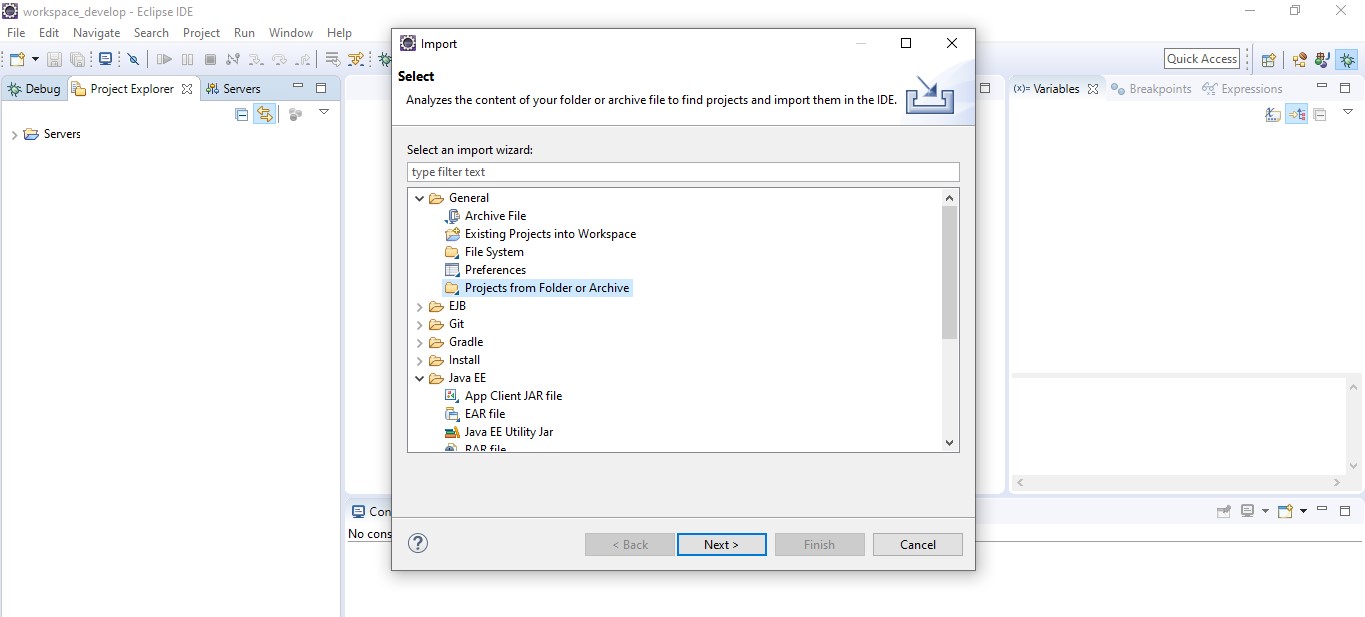 workspace_develop - Eclipse IDE
File Edit Navigate Search Project Run Window Help
Quick Access
Debug Project Explorer Servers
Servers
Import
Select
Analyzes the content of your folder or archive file to find projects and import them in the IDE.
Select an import wizard:
type filter text
General
Archive File
Existing Projects into Workspace
File System
Preferences
Projects from Folder or Archive
EJB
Git
Gradle
Install
Java EE
App Client JAR file
EAR file
Java EE Utility Jar
RAR file
? < Back Next > Finish Cancel
(x)= Variables Breakpoints Expressions
Con
No cons